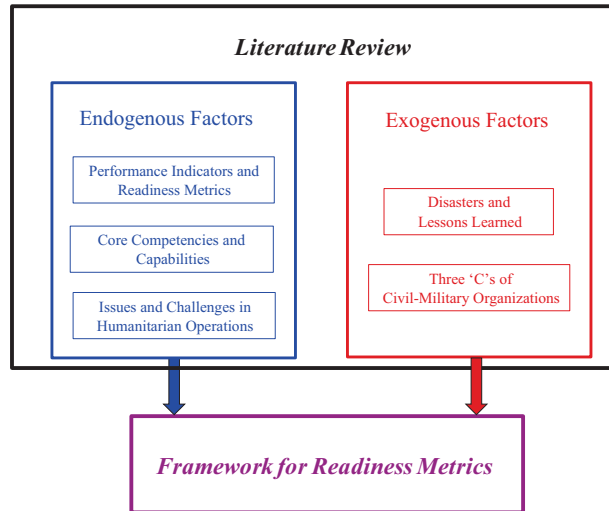 Literature Review
Endogenous Factors
Performance Indicators and
Readiness Metrics
Core Competencies and
Capabilities
Issues and Challenges in
Humanitarian Operations
Exogenous Factors
Disasters and
Lessons Learned
Three ‘C’s of
Civil-Military Organizations
Framework for Readiness Metrics